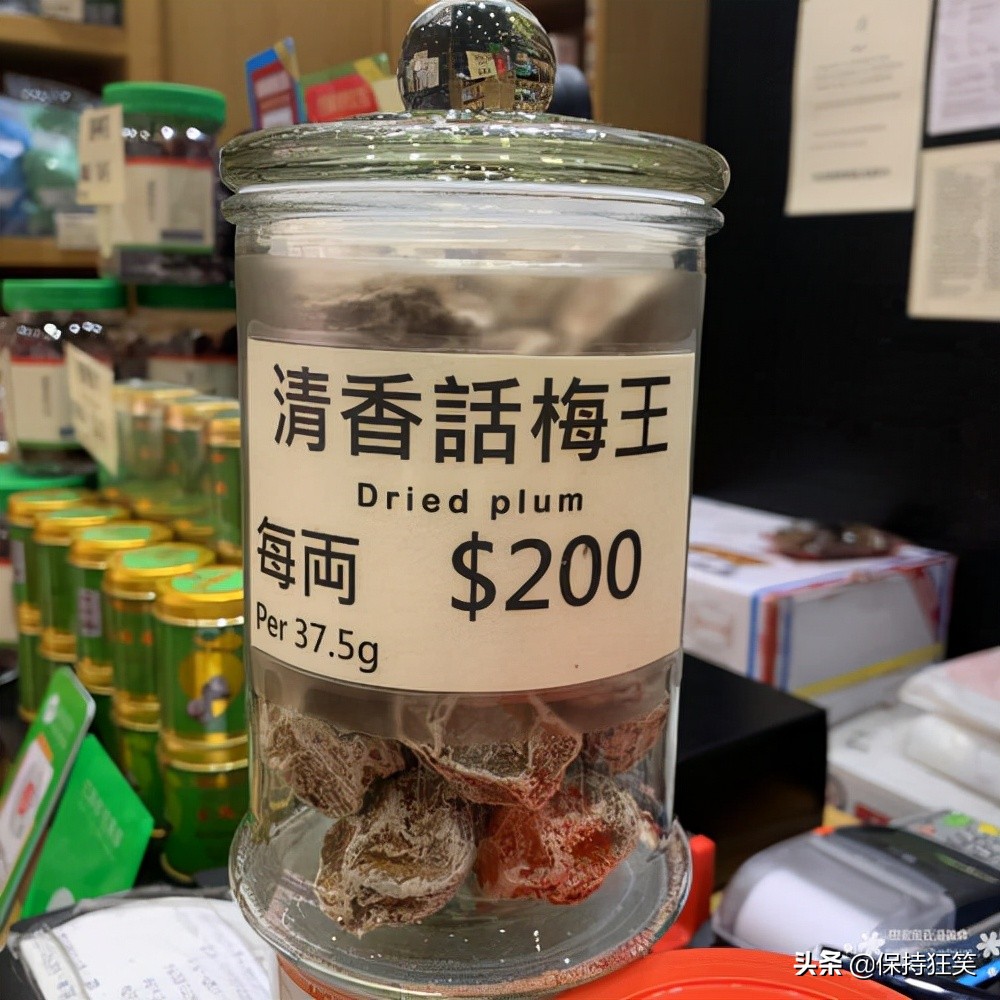 清香話梅王
Dried plum
每両 $200
Per 37.5g
头条 @保持狂笑